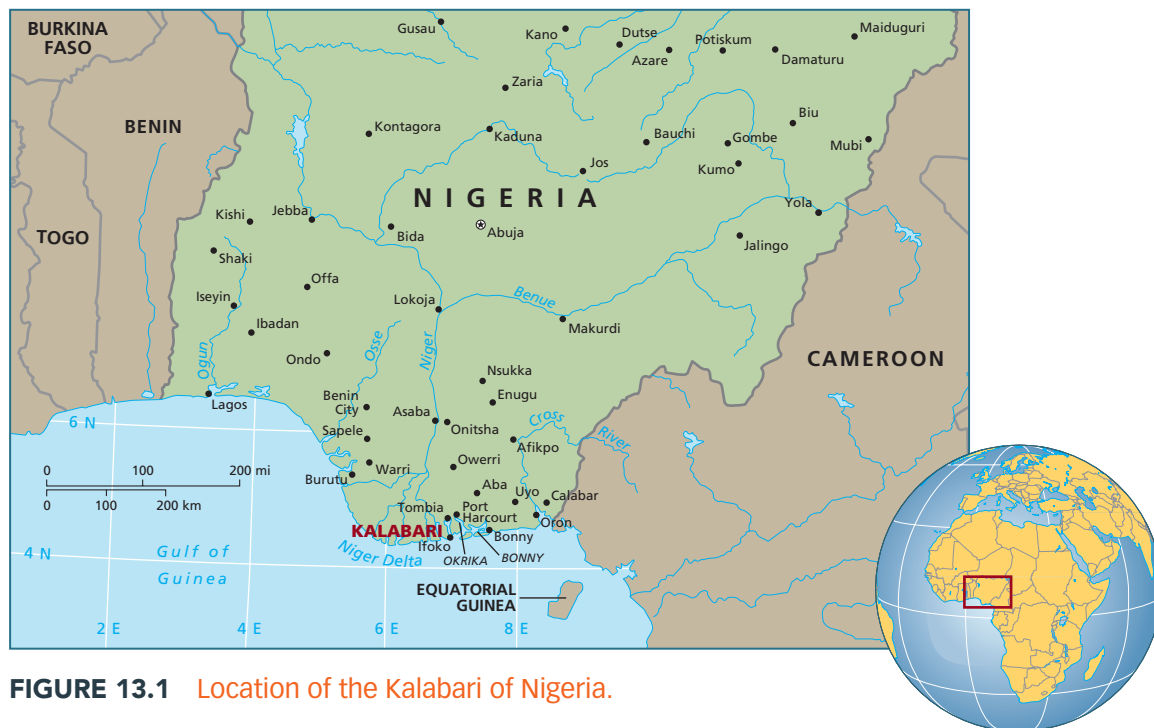 BURKINA
FASO
Gusau
Kano
Dutse
Azare
Potiskum
Damaturu
Maiduguri
Zaria
BENIN
Kontagora
Kaduna
Bauchi
Gombe
Biu
Mubi
Jos
Kumo
NIGERIA
Yola
Kishi
Jebba
Bida
Abuja
Jalingo
TOGO
Shaki
Offa
Iseyin
Lokoja
Benue
Makurdi
Ibadan
Osse
Niger
Ogun
Ondo
CAMEROON
Nsukka
Enugu
Lagos
Benin
City
Asaba
Onitsha
Cross
River
6 N
Sapele
Afikpo
0 100 200 mi
0 100 200 km
Warri
Owerri
Burutu
Aba
Uyo
Calabar
Tombia
Port
Harcourt
Oron
KALABARI
Ifoko
Bonny
4 N
Gulf of
Guinea
Niger Delta
OKRIKA
BONNY
EQUATORIAL
GUINEA
2 E
4 E
6 E
8 E
FIGURE 13.1 Location of the Kalabari of Nigeria.